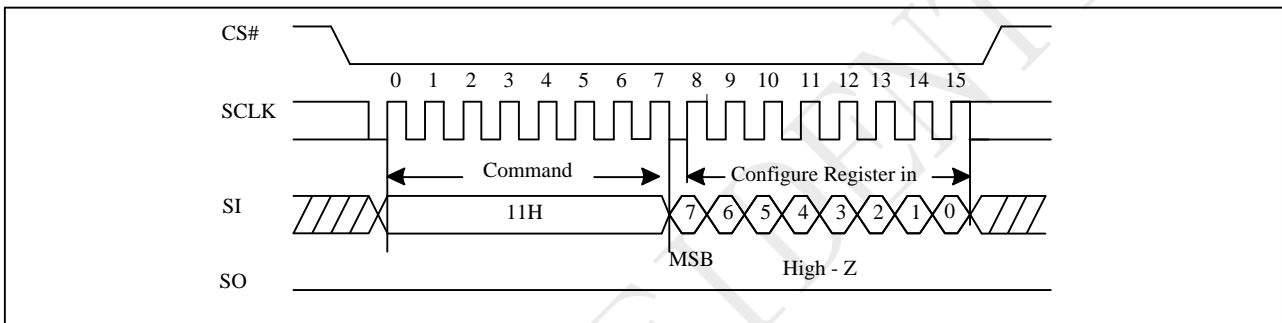 CS#
0 1 2 3 4 5 6 7 8 9 10 11 12 13 14 15
SCLK
Command
Configure Register in
SI
11H
7 6 5 4 3 2 1 0
MSB
High - Z
SO